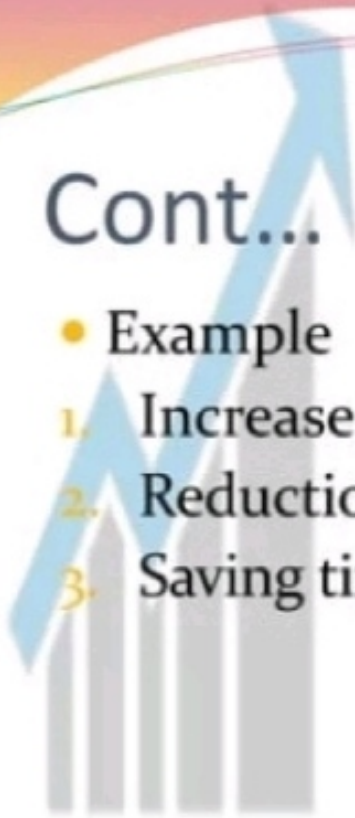 Cont...
• Example
1. Increase
2.
3. Saving